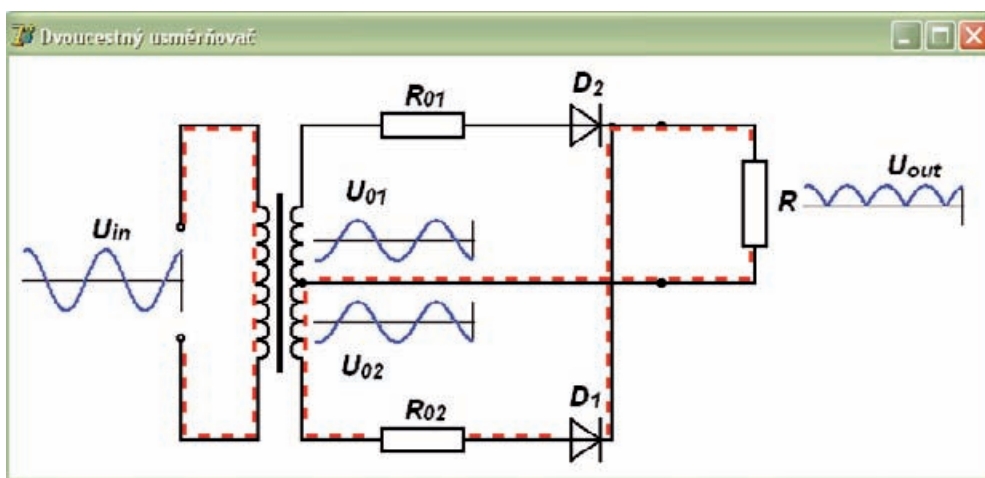 Dvoucestný usměrňovač
D2
R01
Uin
U01
Uout
R
U02
R02
D1